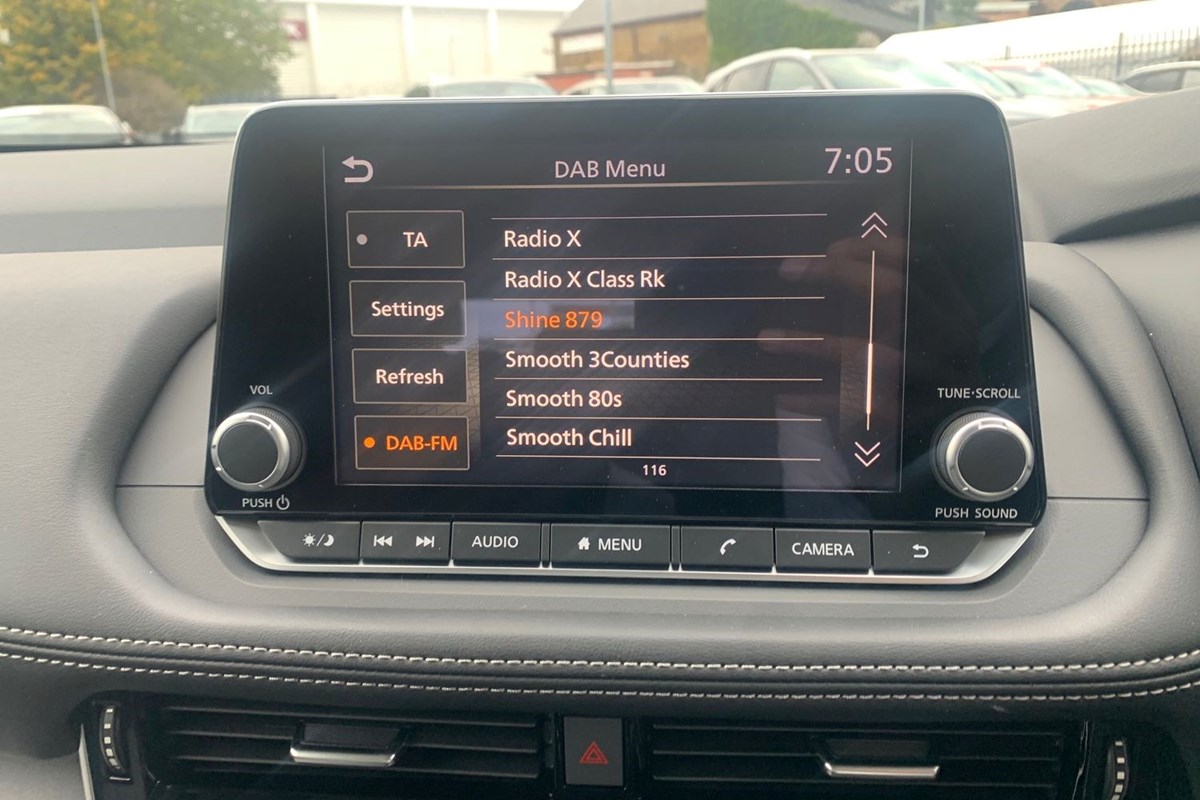 DAB Menu
7:05
TA
Settings
Refresh
DAB-FM
Radio X
Radio X Class Rk
Shine 879
Smooth 3Counties
Smooth 80s
Smooth Chill
116
VOL
PUSH
TUNE·SCROLL
PUSH SOUND
AUDIO
MENU
CAMERA